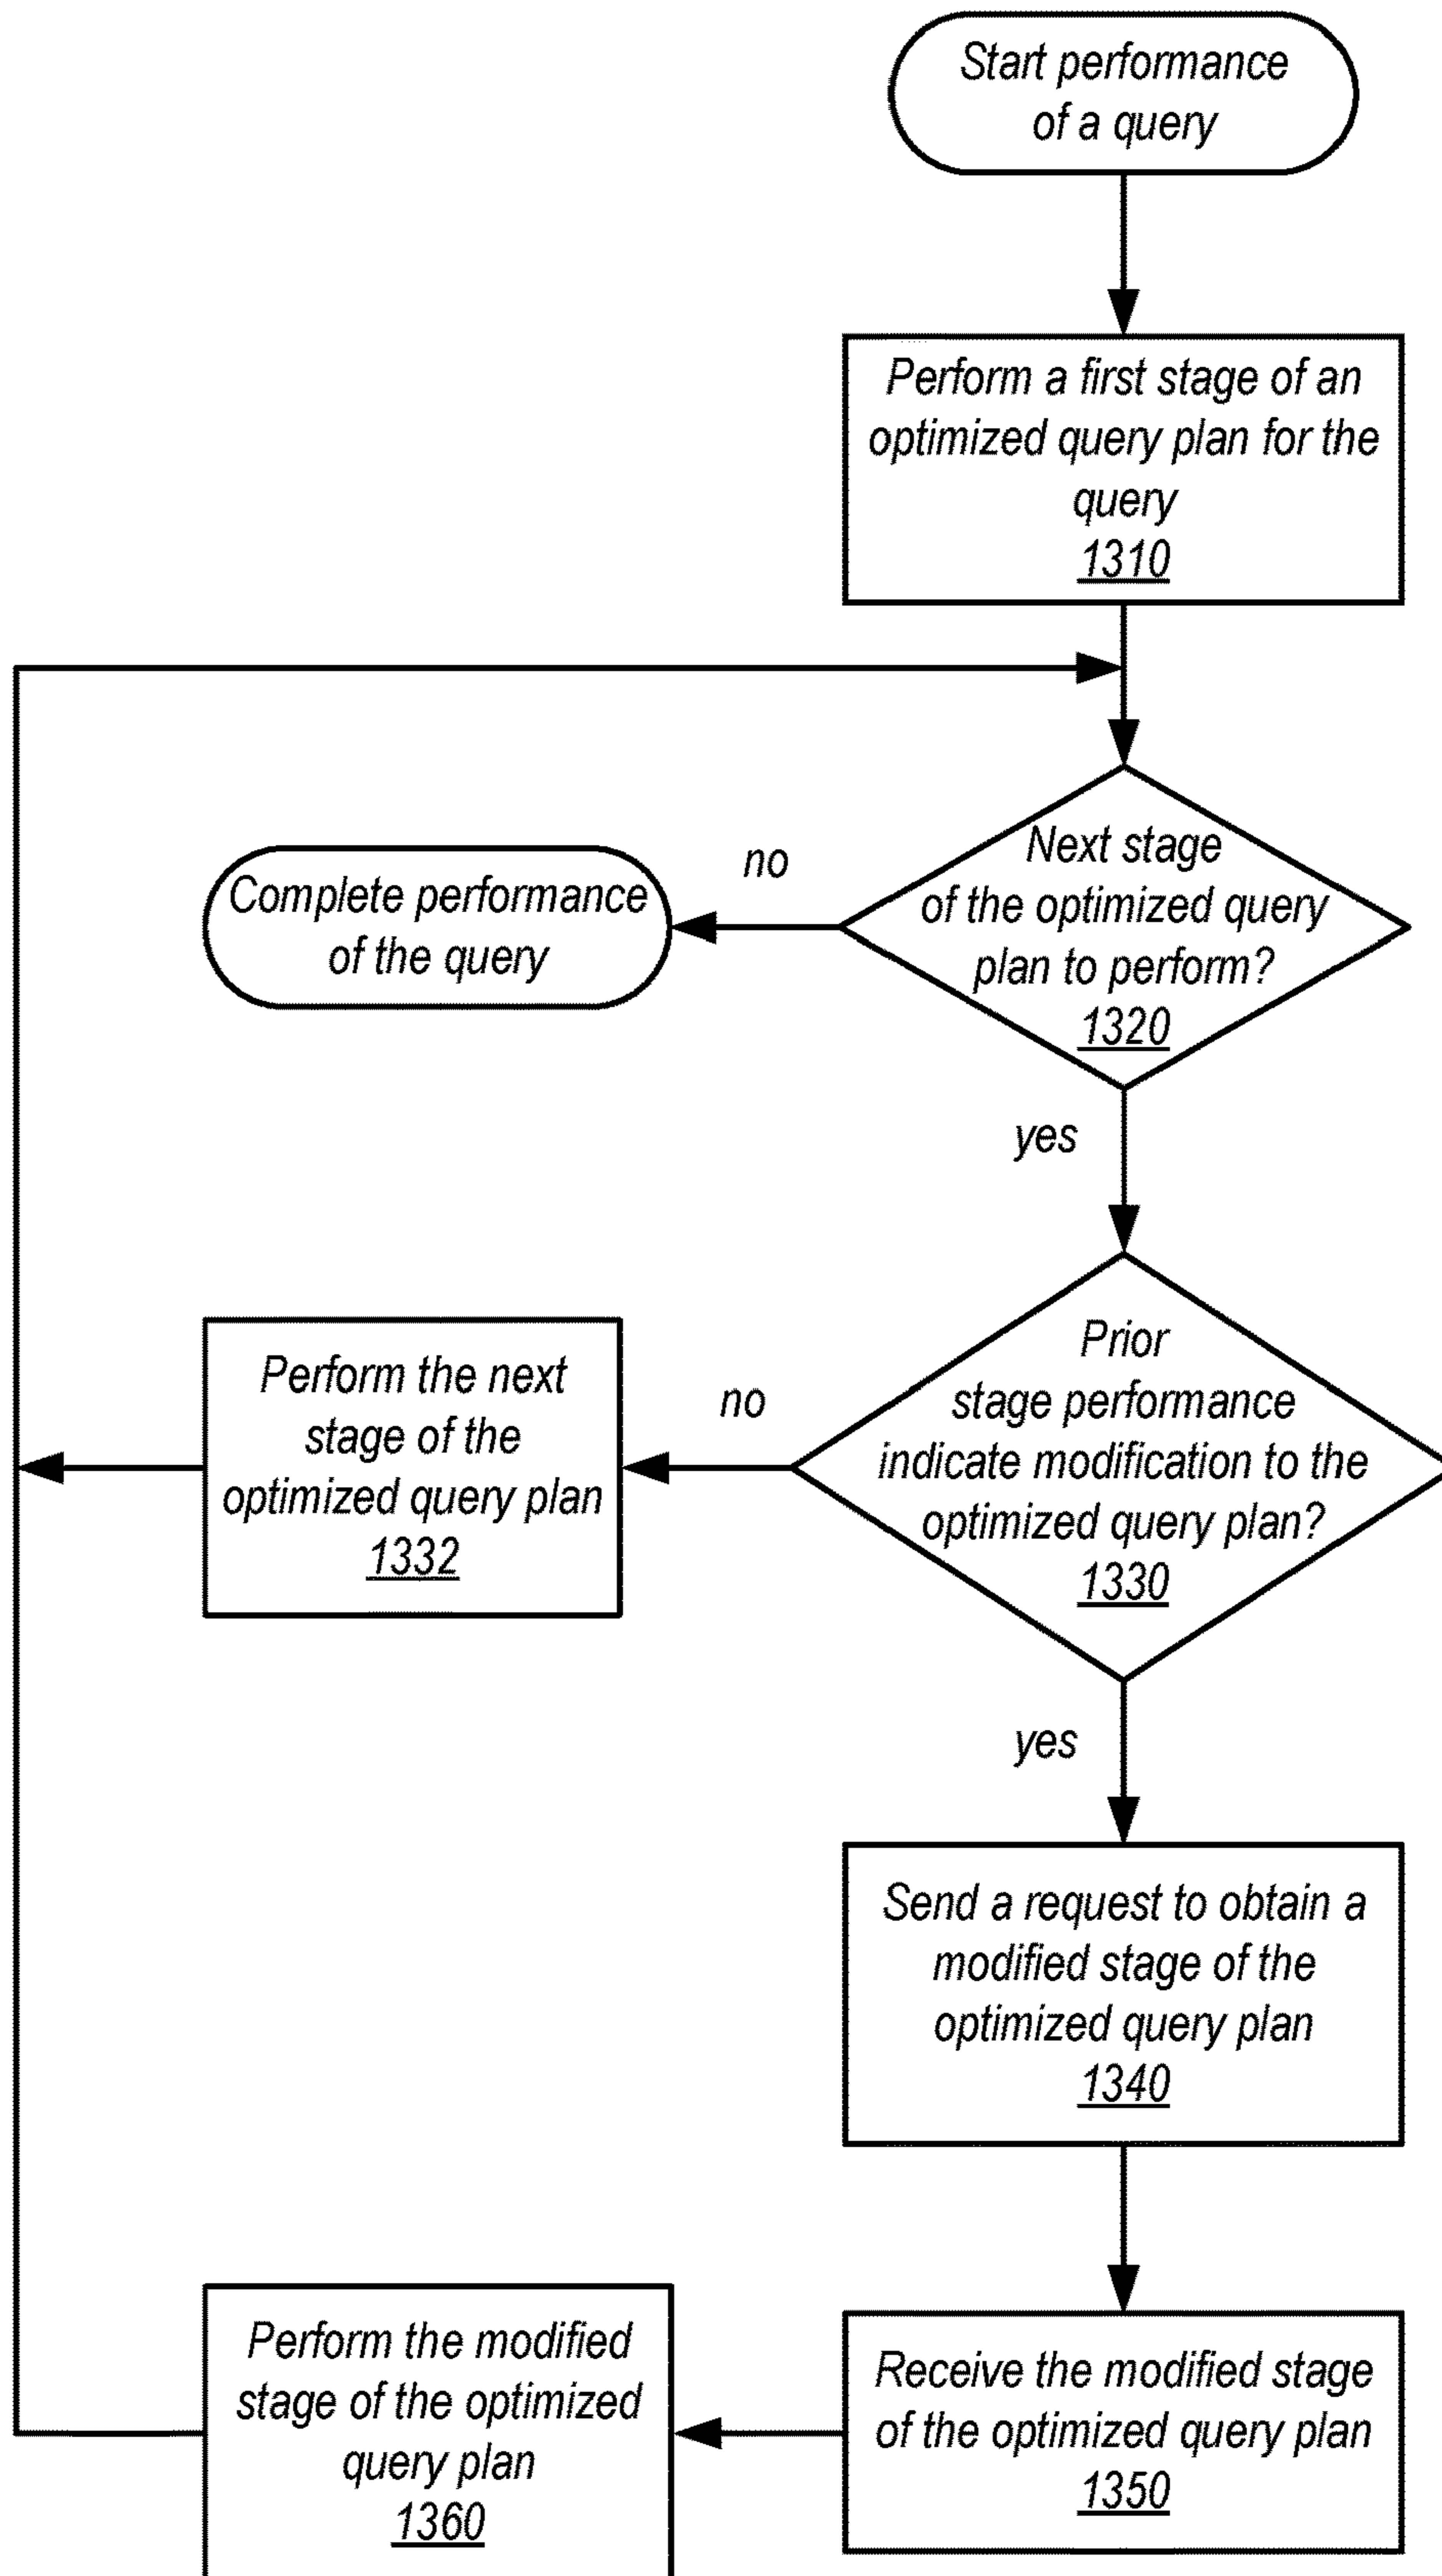 Start performance
of a query
Perform a first stage of an
optimized query plan for the
query
1310
Next stage
of the optimized query
plan to perform?
1320
no
Complete performance
of the query
yes
Prior
stage performance
indicate modification to the
optimized query plan?
1330
no
Perform the next
stage of the
optimized query plan
1332
yes
Send a request to obtain a
modified stage of the
optimized query plan
1340
Receive the modified stage
of the optimized query plan
1350
Perform the modified
stage of the optimized
query plan
1360